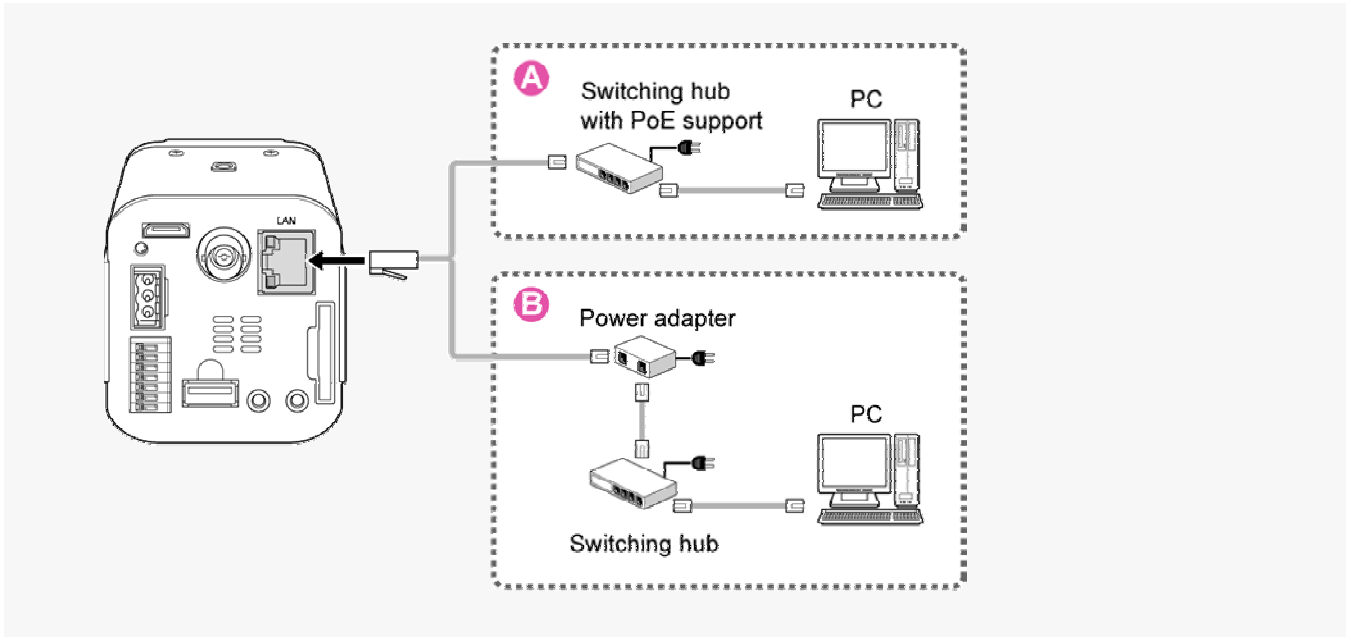 LAN
A
Switching hub
with PoE support
PC
B
Power adapter
PC
Switching hub